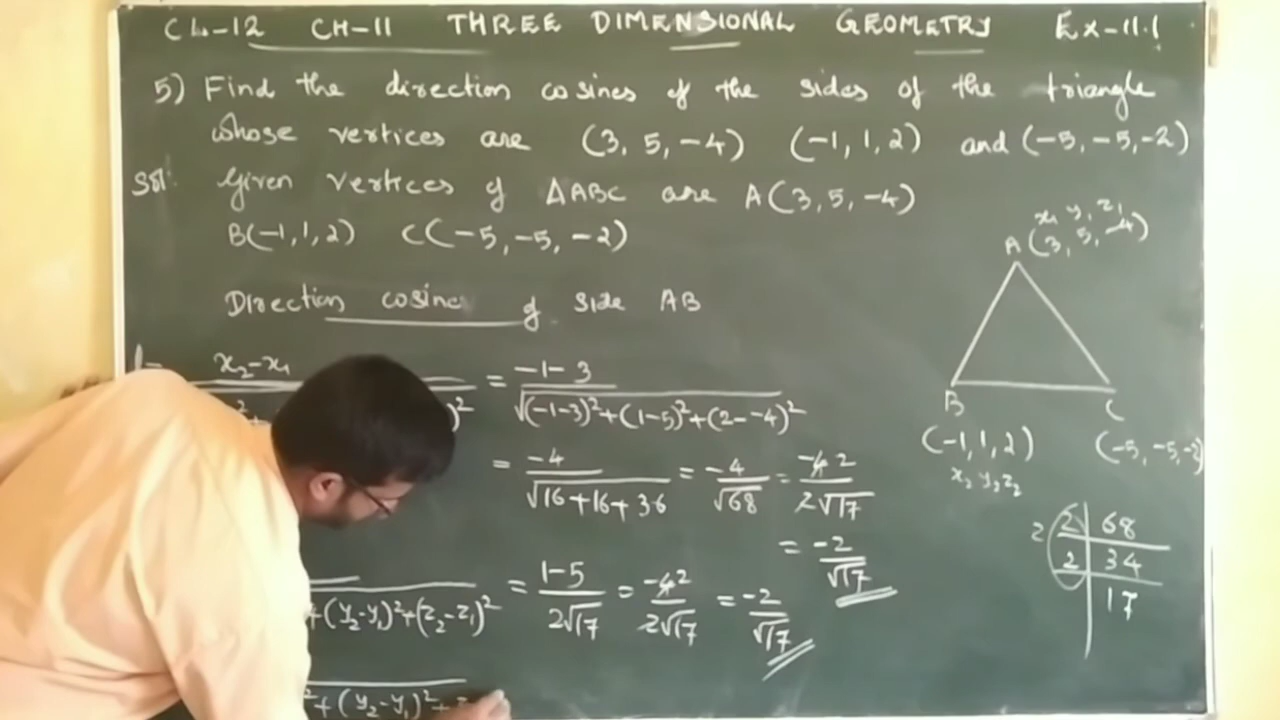 CL-12 CH-11 THREE DIMENSIONAL GEOMETRY Ex-11.1
5) Find the direction cosines of the sides of the triangle
whose vertices are (3, 5, -4) (-1, 1, 2) and (-5, -5, -2)
Sol: Given vertices of ΔABC are A(3, 5, -4)
B(-1, 1, 2) C(-5, -5, -2)
x₁ y₁ z₁
A (3, 5, -4)
Direction cosine of side AB
x₂-x₁
= -1-3 / √(-1-3)²+(1-5)²+(2--4)²
B C
(-1, 1, 2) (-5, -5, -2)
x₂ y₂ z₂
= -4 / √16+16+36 = -4 / √68 = -4 2 / 2√17
= -2 / √17
2 2 68
2 34
17
+(y₂-y₁)²+(z₂-z₁)² = 1-5 / 2√17 = -4 2 / 2√17 = -2 / √17
²+(y₂-y₁)²+